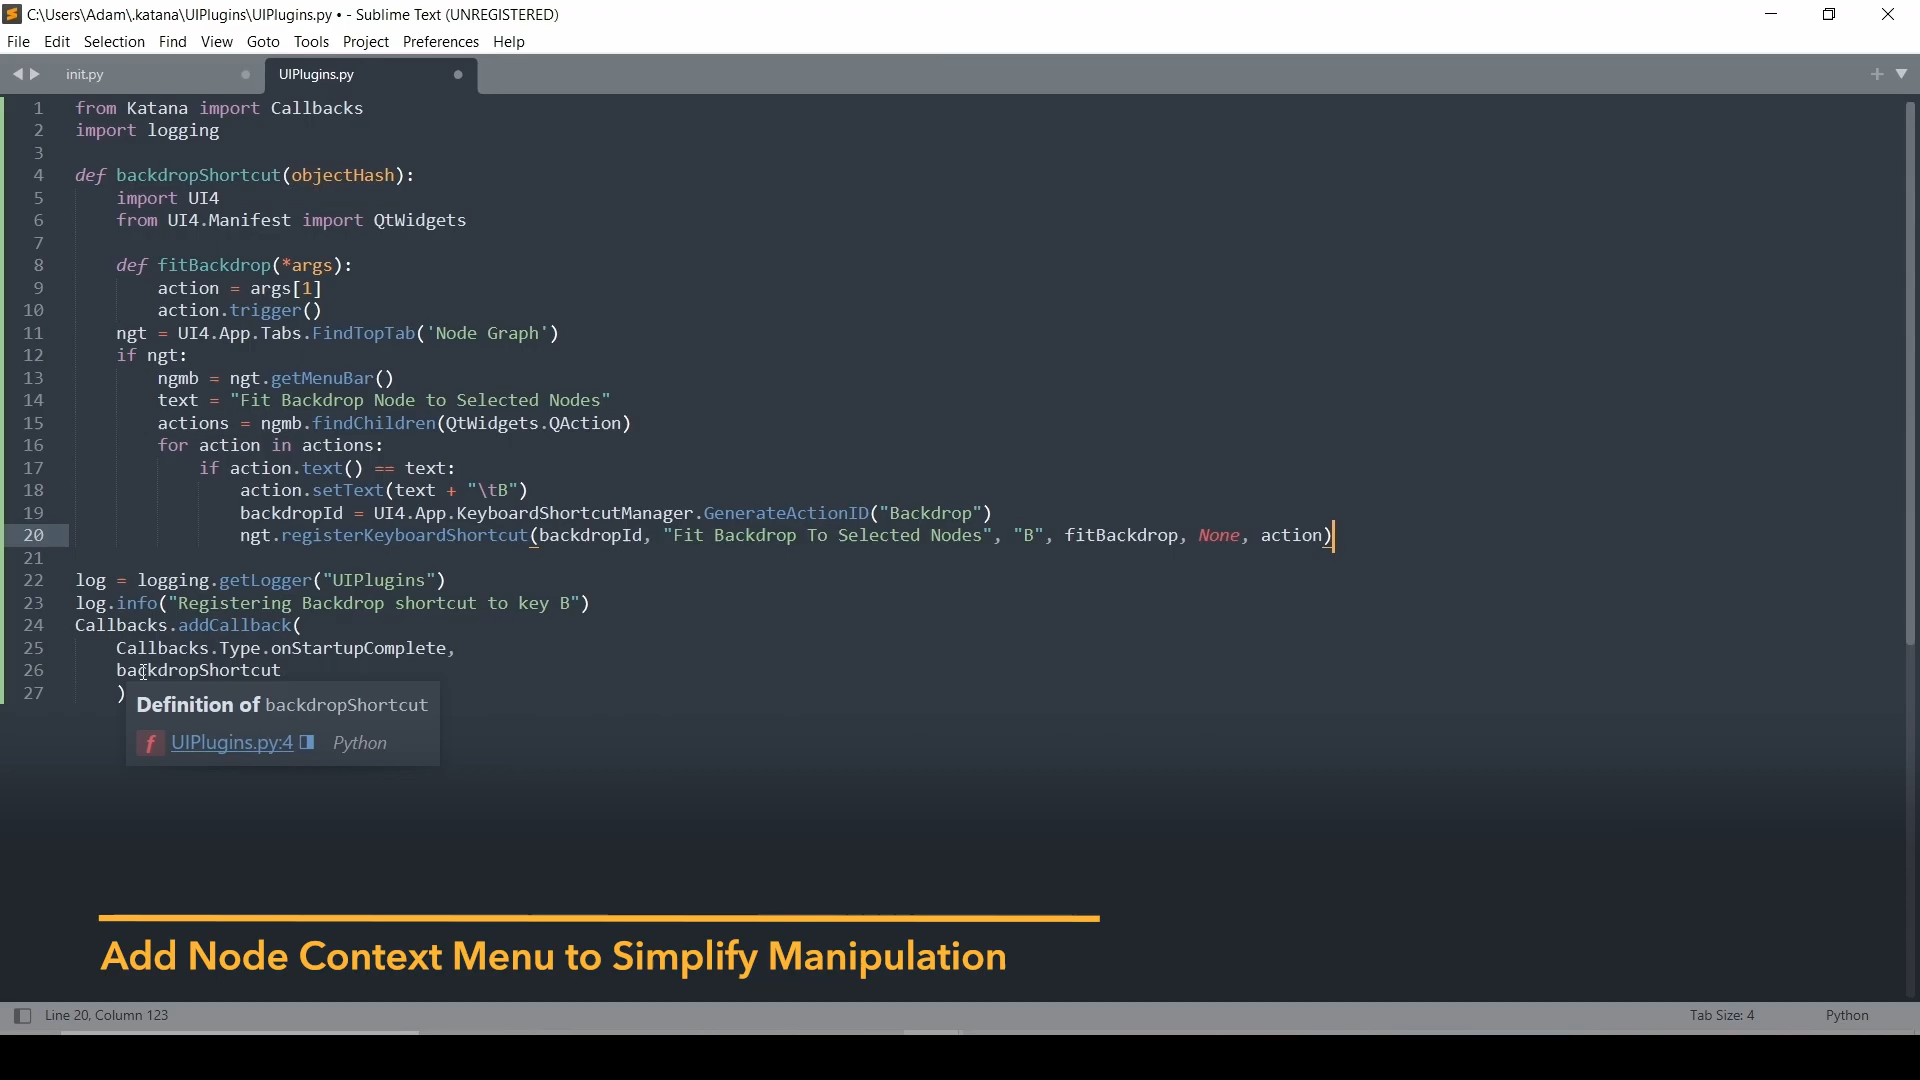 C:\Users\Adam\.katana\UIPlugins\UIPlugins.py • - Sublime Text (UNREGISTERED)
File Edit Selection Find View Goto Tools Project Preferences Help
init.py UIPlugins.py
1 from Katana import Callbacks
2 import logging
3
4 def backdropShortcut(objectHash):
5     import UI4
6     from UI4.Manifest import QtWidgets
7
8     def fitBackdrop(*args):
9         action = args[1]
10         action.trigger()
11     ngt = UI4.App.Tabs.FindTopTab('Node Graph')
12     if ngt:
13         ngmb = ngt.getMenuBar()
14         text = "Fit Backdrop Node to Selected Nodes"
15         actions = ngmb.findChildren(QtWidgets.QAction)
16         for action in actions:
17             if action.text() == text:
18                 action.setText(text + "\tB")
19                 backdropId = UI4.App.KeyboardShortcutManager.GenerateActionID("Backdrop")
20                 ngt.registerKeyboardShortcut(backdropId, "Fit Backdrop To Selected Nodes", "B", fitBackdrop, None, action)
21
22 log = logging.getLogger("UIPlugins")
23 log.info("Registering Backdrop shortcut to key B")
24 Callbacks.addCallback(
25     Callbacks.Type.onStartupComplete,
26     backdropShortcut
27     )
Definition of backdropShortcut
f UIPlugins.py:4 Python
Add Node Context Menu to Simplify Manipulation
Line 20, Column 123 Tab Size: 4 Python